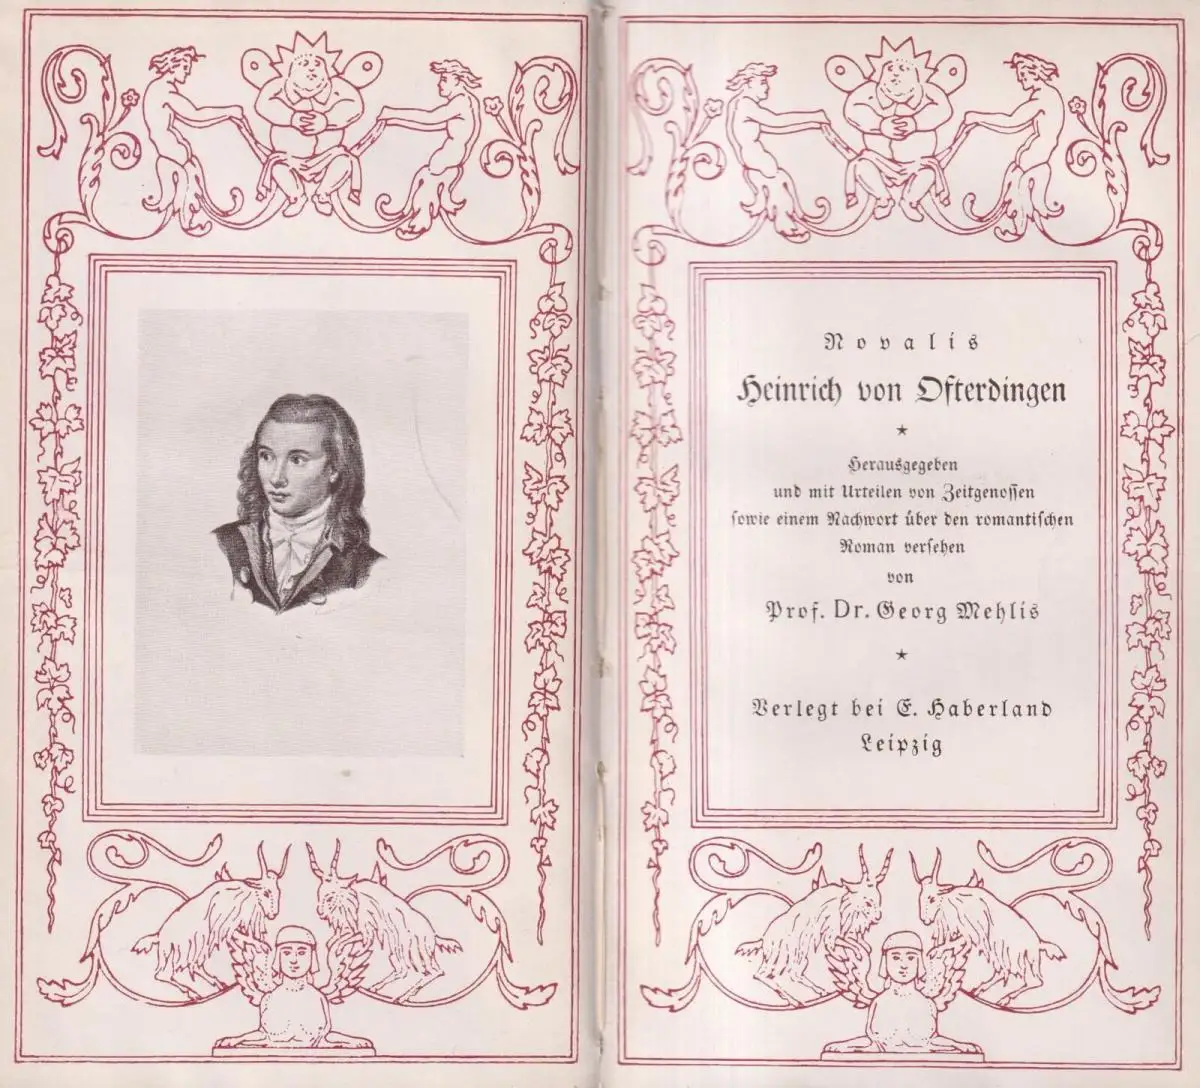 Novalis
Heinrich von Ofterdingen
Herausgegeben
und mit Urteilen von Zeitgenossen
sowie einem Nachwort über den romantischen
Roman versehen
von
Prof. Dr. Georg Mehlis
Verlegt bei E. Haberland
Leipzig